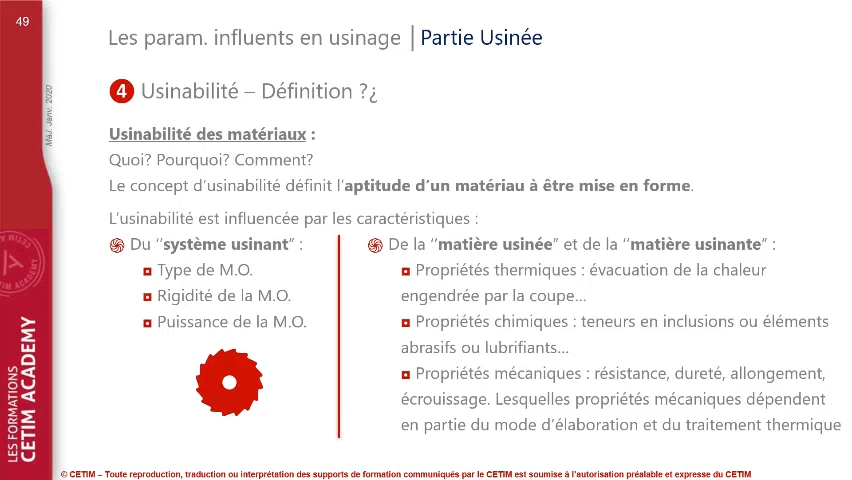 49
Les param. influents en usinage | Partie Usinée
Màj. Janv. 2020
4 Usinabilité – Définition ?¿
Usinabilité des matériaux :
Quoi? Pourquoi? Comment?
Le concept d’usinabilité définit l’aptitude d’un matériau à être mise en forme.
L’usinabilité est influencée par les caractéristiques :
Du “système usinant” :
Type de M.O.
Rigidité de la M.O.
Puissance de la M.O.
De la “matière usinée” et de la “matière usinante” :
Propriétés thermiques : évacuation de la chaleur
engendrée par la coupe…
Propriétés chimiques : teneurs en inclusions ou éléments
abrasifs ou lubrifiants…
Propriétés mécaniques : résistance, dureté, allongement,
écrouissage. Lesquelles propriétés mécaniques dépendent
en partie du mode d’élaboration et du traitement thermique
LES FORMATIONS
CETIM ACADEMY
© CETIM – Toute reproduction, traduction ou interprétation des supports de formation communiqués par le CETIM est soumise à l’autorisation préalable et expresse du CETIM